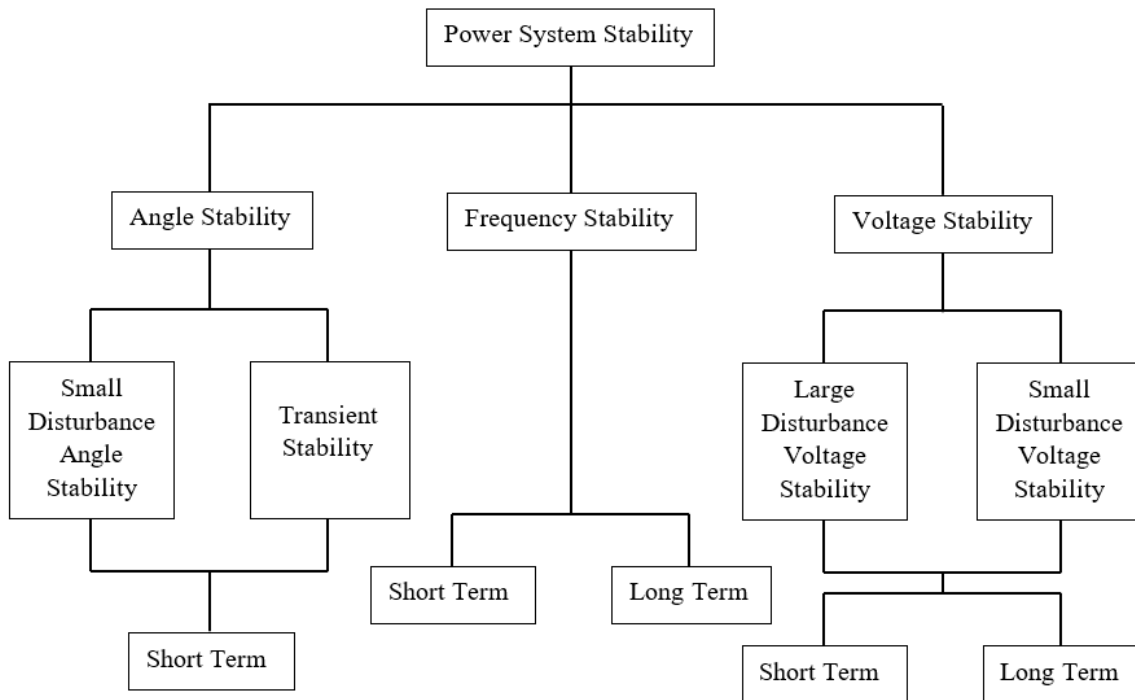 Power System Stability
Angle Stability
Frequency Stability
Voltage Stability
Small
Disturbance
Angle
Stability
Transient
Stability
Large
Disturbance
Voltage
Stability
Small
Disturbance
Voltage
Stability
Short Term
Long Term
Short Term
Short Term
Long Term